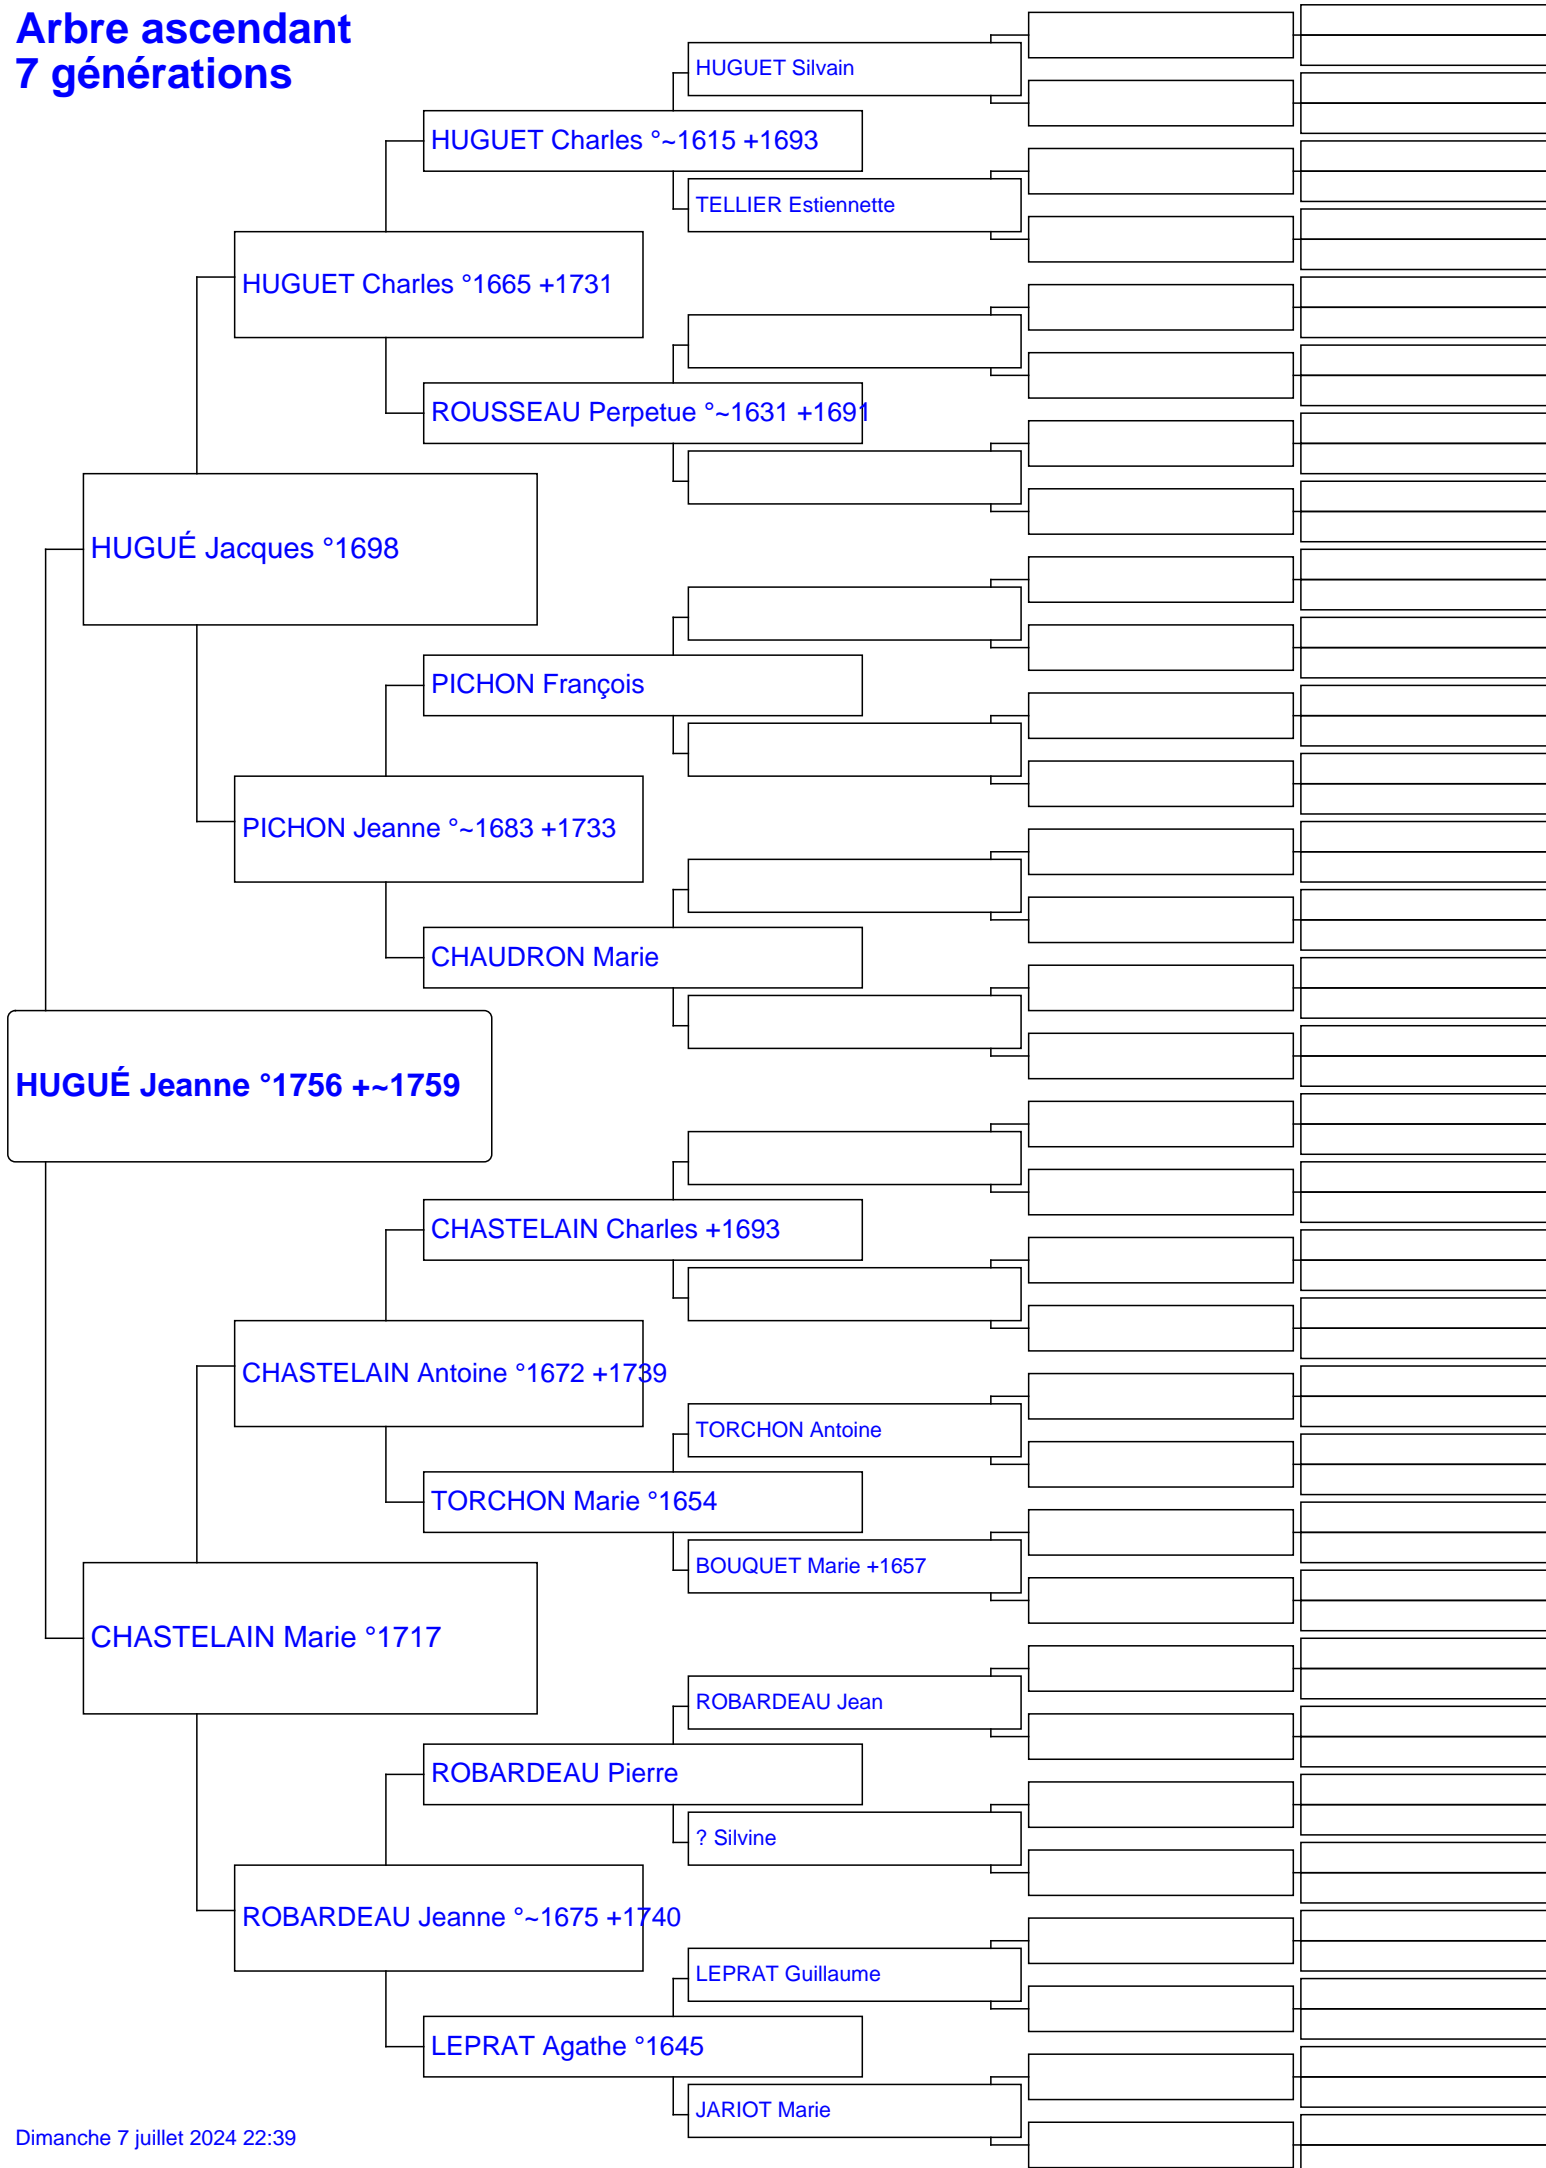 Arbre ascendant
7 générations
HUGUET Silvain
HUGUET Charles °~1615 +1693
TELLIER Estiennette
HUGUET Charles °1665 +1731
ROUSSEAU Perpetue °~1631 +1691
HUGUÉ Jacques °1698
PICHON François
PICHON Jeanne °~1683 +1733
CHAUDRON Marie
HUGUÉ Jeanne °1756 +~1759
CHASTELAIN Charles +1693
CHASTELAIN Antoine °1672 +1739
TORCHON Antoine
TORCHON Marie °1654
BOUQUET Marie +1657
CHASTELAIN Marie °1717
ROBARDEAU Jean
ROBARDEAU Pierre
? Silvine
ROBARDEAU Jeanne °~1675 +1740
LEPRAT Guillaume
LEPRAT Agathe °1645
JARIOT Marie
Dimanche 7 juillet 2024 22:39